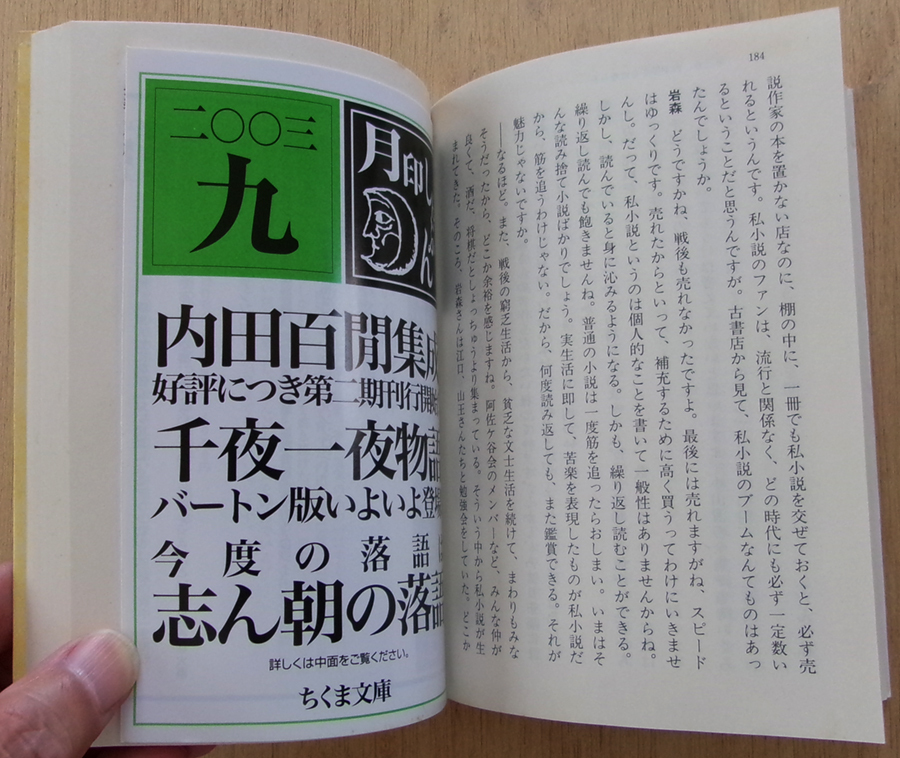 二〇〇三
九
月印し
ん
内田百閒集成
好評につき第二期刊行開始
千夜一夜物語
バートン版いよいよ登場
今度の落語は
志ん朝の落語
詳しくは中面をご覧ください。
ちくま文庫
184
説作家の本を置かない店なのに、棚の中に、一冊でも私小説を交ぜておくと、必ず売
れるというんです。私小説のファンは、流行と関係なく、どの時代にも必ず一定数い
るということだと思うんですが。古書店から見て、私小説のブームなんてものはあっ
たんでしょうか。
岩森　どうですかね、戦後も売れなかったですよ。最後には売れますがね、スピード
はゆっくりです。売れたからといって、補充するために高く買うってわけにいきませ
んし。だって、私小説というのは個人的なことを書いて一般性はありませんからね。
しかし、読んでいると身に沁みるようになる。しかも、繰り返し読むことができる。
繰り返し読んでも飽きませんね。普通の小説は一度筋を追ったらおしまい。いまはそ
んな読み捨て小説ばかりでしょう。実生活に即して、苦楽を表現したものが私小説だ
から、筋を追うわけじゃない。だから、何度読み返しても、また鑑賞できる。それが
魅力じゃないですか。
――なるほど。また、戦後の窮乏生活から、貧乏な文士生活を続けて、まわりもみな
そうだったから、どこか余裕を感じますね。阿佐ケ谷会のメンバーなど、みんな仲が
良くて、酒だ、将棋だとしょっちゅうより集まっている。そういう中から私小説が生
まれてきた。そのころ、岩森さんは江口、山王さんたちと勉強会をしていた。どこか